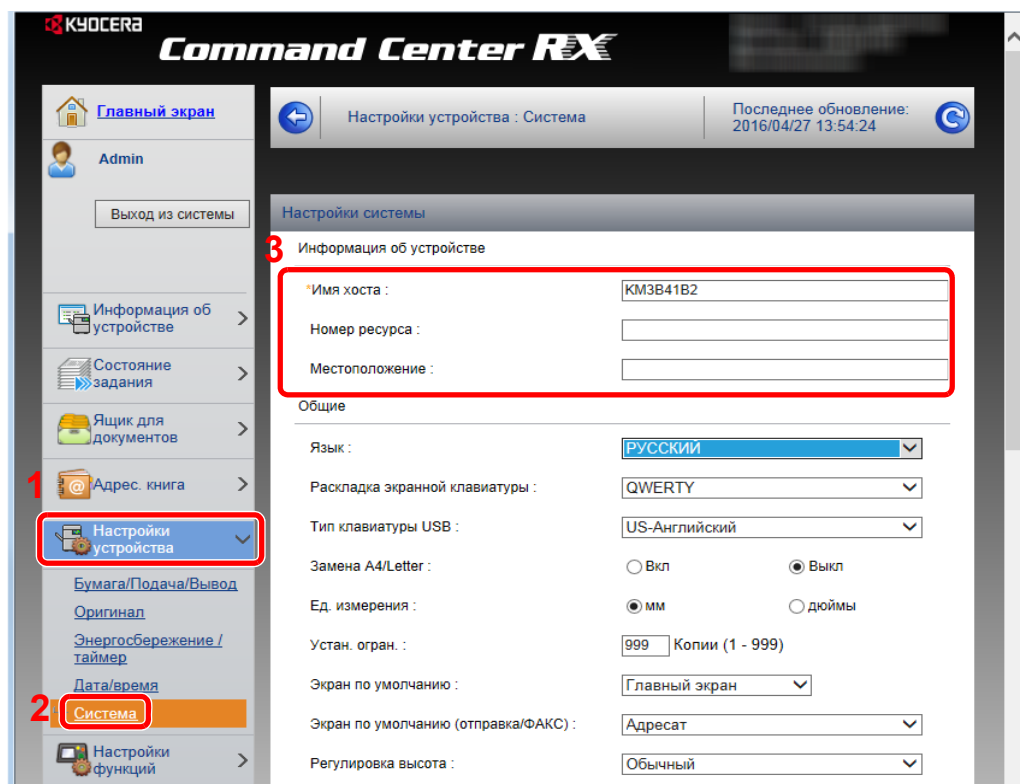 KYOCERA
Command Center RX
Главный экран
Admin
Выход из системы
Информация об
устройстве
Состояние
задания
Ящик для
документов
1
Адрес. книга
Настройки
устройства
Бумага/Подача/Вывод
Оригинал
Энергосбережение /
таймер
Дата/время
2
Система
Настройки
функций
Настройки устройства : Система
Последнее обновление:
2016/04/27 13:54:24
Настройки системы
3
Информация об устройстве
*Имя хоста : KM3B41B2
Номер ресурса :
Местоположение :
Общие
Язык : РУССКИЙ
Раскладка экранной клавиатуры : QWERTY
Тип клавиатуры USB : US-Английский
Замена A4/Letter : Вкл Выкл
Ед. измерения : мм дюймы
Устан. огран. : 999 Копии (1 - 999)
Экран по умолчанию : Главный экран
Экран по умолчанию (отправка/ФАКС) : Адресат
Регулировка высота : Обычный